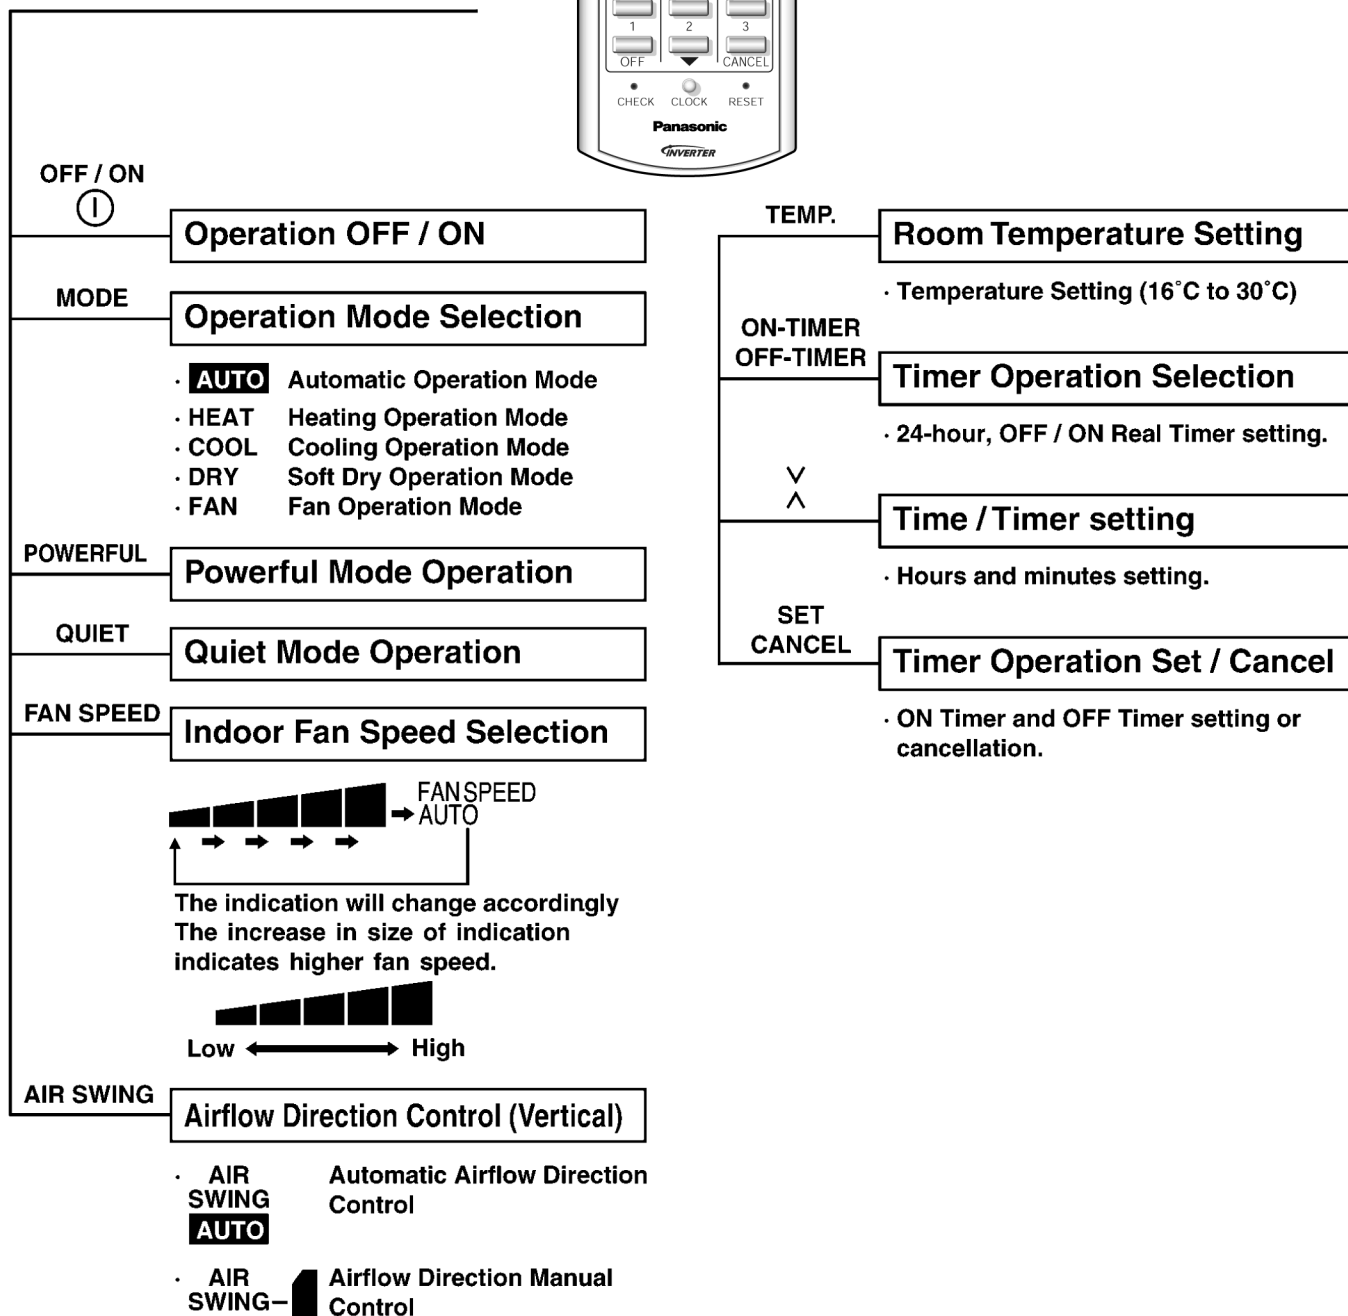 1 2 3
OFF CANCEL
CHECK CLOCK RESET
Panasonic
INVERTER
OFF / ON
Operation OFF / ON
MODE
Operation Mode Selection
· AUTO Automatic Operation Mode
· HEAT Heating Operation Mode
· COOL Cooling Operation Mode
· DRY Soft Dry Operation Mode
· FAN Fan Operation Mode
POWERFUL
Powerful Mode Operation
QUIET
Quiet Mode Operation
FAN SPEED
Indoor Fan Speed Selection
FAN SPEED
AUTO
The indication will change accordingly
The increase in size of indication
indicates higher fan speed.
Low High
AIR SWING
Airflow Direction Control (Vertical)
· AIR Automatic Airflow Direction
SWING Control
AUTO
· AIR Airflow Direction Manual
SWING– Control
TEMP.
Room Temperature Setting
· Temperature Setting (16˚C to 30˚C)
ON-TIMER
OFF-TIMER
Timer Operation Selection
· 24-hour, OFF / ON Real Timer setting.
Time / Timer setting
· Hours and minutes setting.
SET
CANCEL
Timer Operation Set / Cancel
· ON Timer and OFF Timer setting or
cancellation.